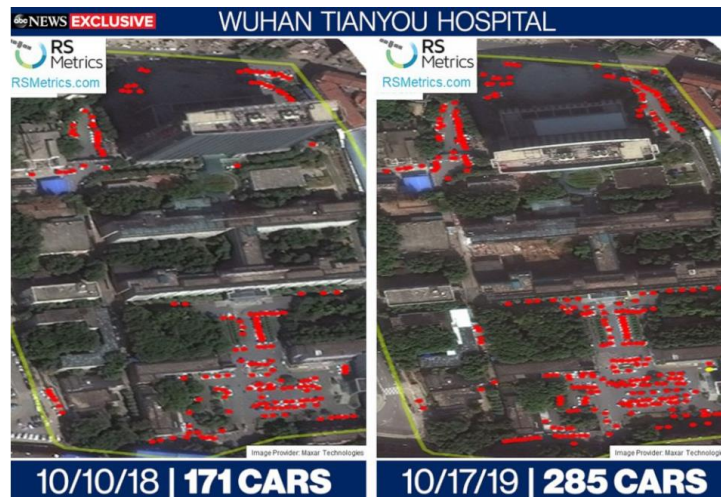 abc NEWS EXCLUSIVE
WUHAN TIANYOU HOSPITAL
RS
Metrics
RSMetrics.com
RS
Metrics
RSMetrics.com
Image Provider: Maxar Technologies
Image Provider: Maxar Technologies
10/10/18 | 171 CARS
10/17/19 | 285 CARS